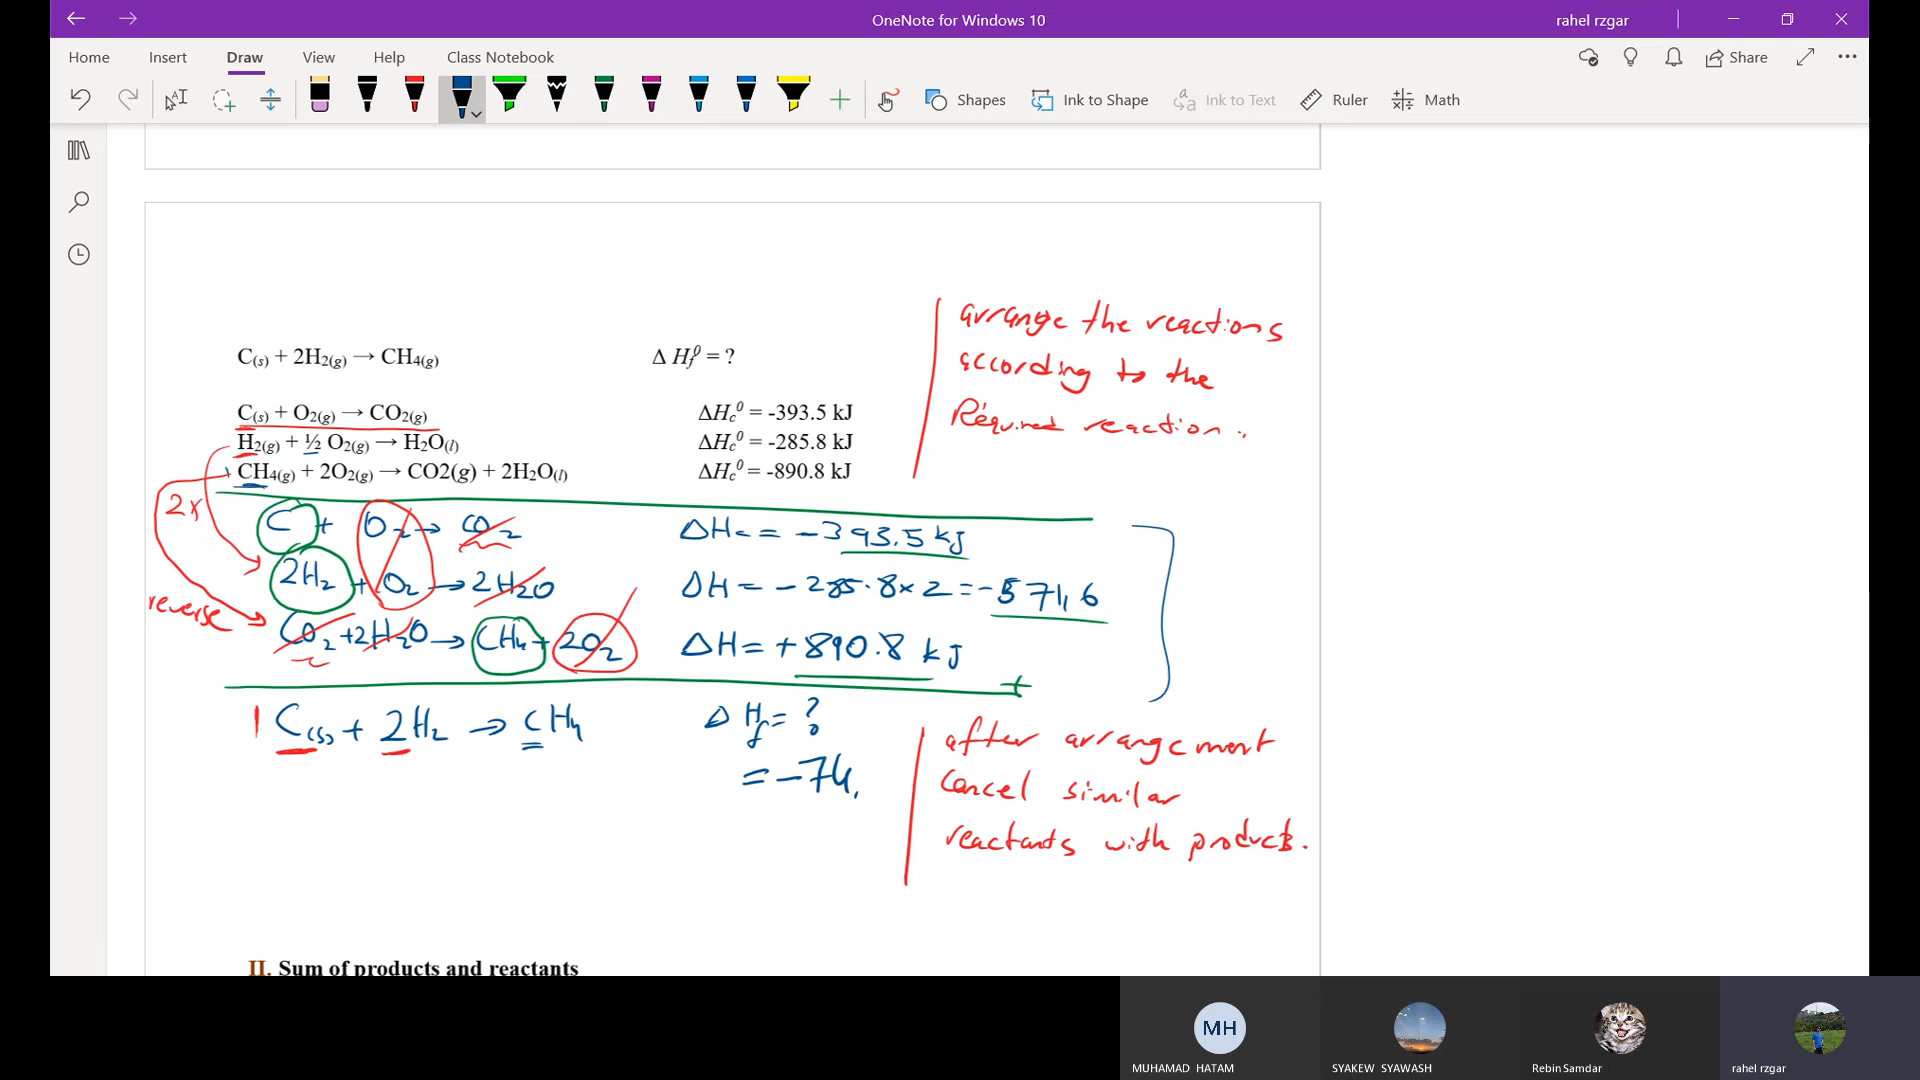 OneNote for Windows 10
rahel rzgar
Home Insert Draw View Help Class Notebook
Share
Shapes Ink to Shape Ink to Text Ruler Math
C(s) + 2H2(g) → CH4(g) Δ Hf⁰ = ?
C(s) + O2(g) → CO2(g) ΔHc⁰ = -393.5 kJ
H2(g) + ½ O2(g) → H2O(l) ΔHc⁰ = -285.8 kJ
CH4(g) + 2O2(g) → CO2(g) + 2H2O(l) ΔHc⁰ = -890.8 kJ
arrange the reactions
according to the
Required reaction.
2x
C + O2 → CO2 ΔHc = -393.5 kJ
2H2 + O2 → 2H2O ΔH = -285.8 x 2 = -571,6
reverse
CO2 + 2H2O → CH4 + 2O2 ΔH = +890.8 kJ
+
1 C(s) + 2H2 → CH4 Δ Hf = ?
= -74.
after arrangement
Cancel similar
reactants with products.
II. Sum of products and reactants
MH
MUHAMAD HATAM
SYAKEW SYAWASH
Rebin Samdar
rahel rzgar